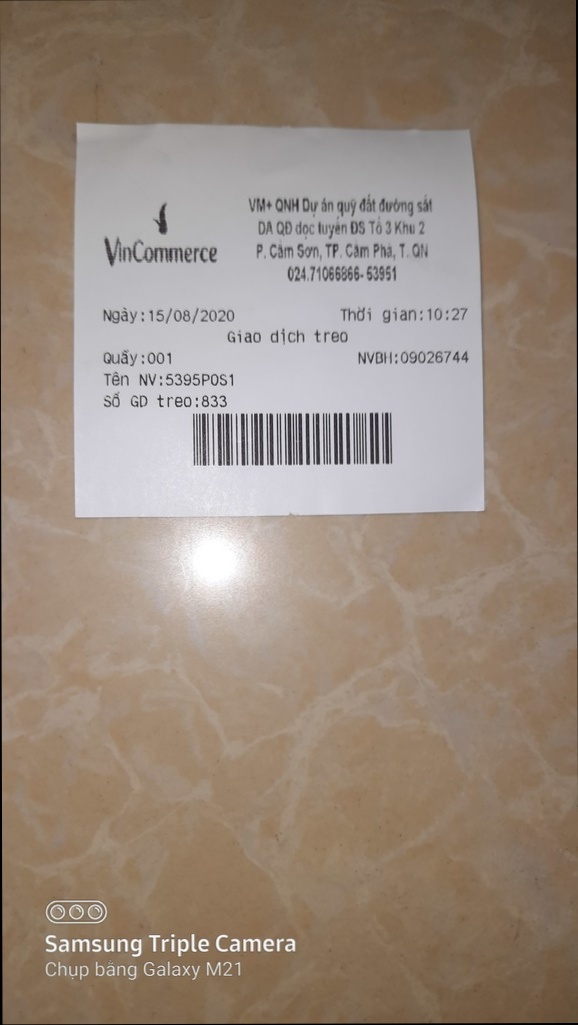 VinCommerce
VM+ QNH Dự án quỹ đất đường sắt
DA QĐ dọc tuyến ĐS Tổ 3 Khu 2
P. Cẩm Sơn, TP. Cẩm Phả, T. QN
024.71066866- 53951
Ngày:15/08/2020 Thời gian:10:27
Giao dịch treo
Quầy:001 NVBH:09026744
Tên NV:5395POS1
Số GD treo:833
Samsung Triple Camera
Chụp bằng Galaxy M21